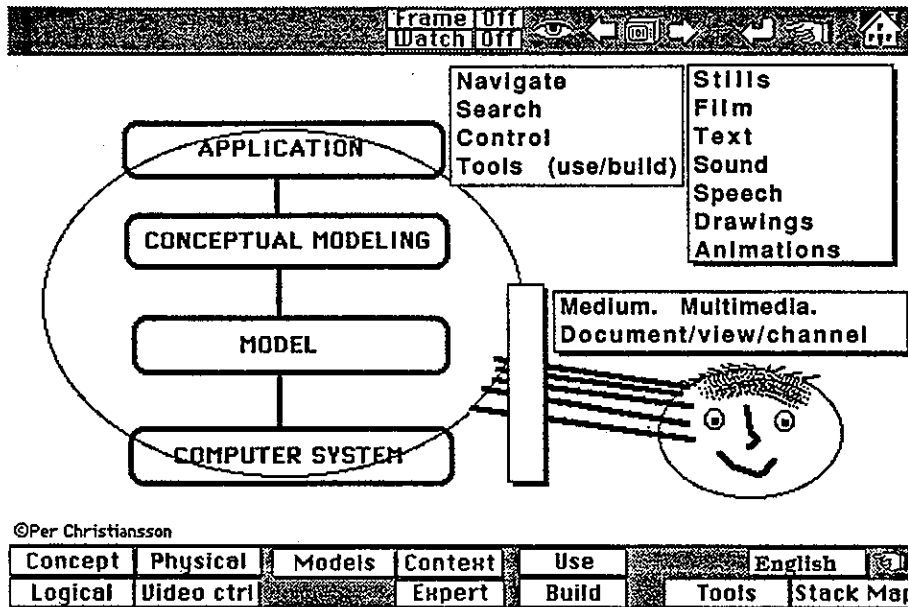 Frame Off
Watch Off
Navigate
Search
Control
Tools (use/build)
Stills
Film
Text
Sound
Speech
Drawings
Animations
APPLICATION
CONCEPTUAL MODELING
MODEL
COMPUTER SYSTEM
Medium. Multimedia.
Document/view/channel
©Per Christiansson
Concept Physical Models Context Use English
Logical Video ctrl Expert Build Tools Stack Map